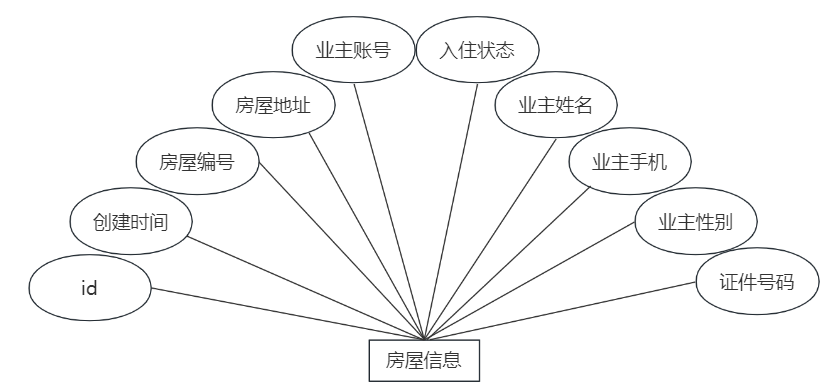 业主账号
入住状态
房屋地址
业主姓名
房屋编号
业主手机
创建时间
业主性别
id
证件号码
房屋信息